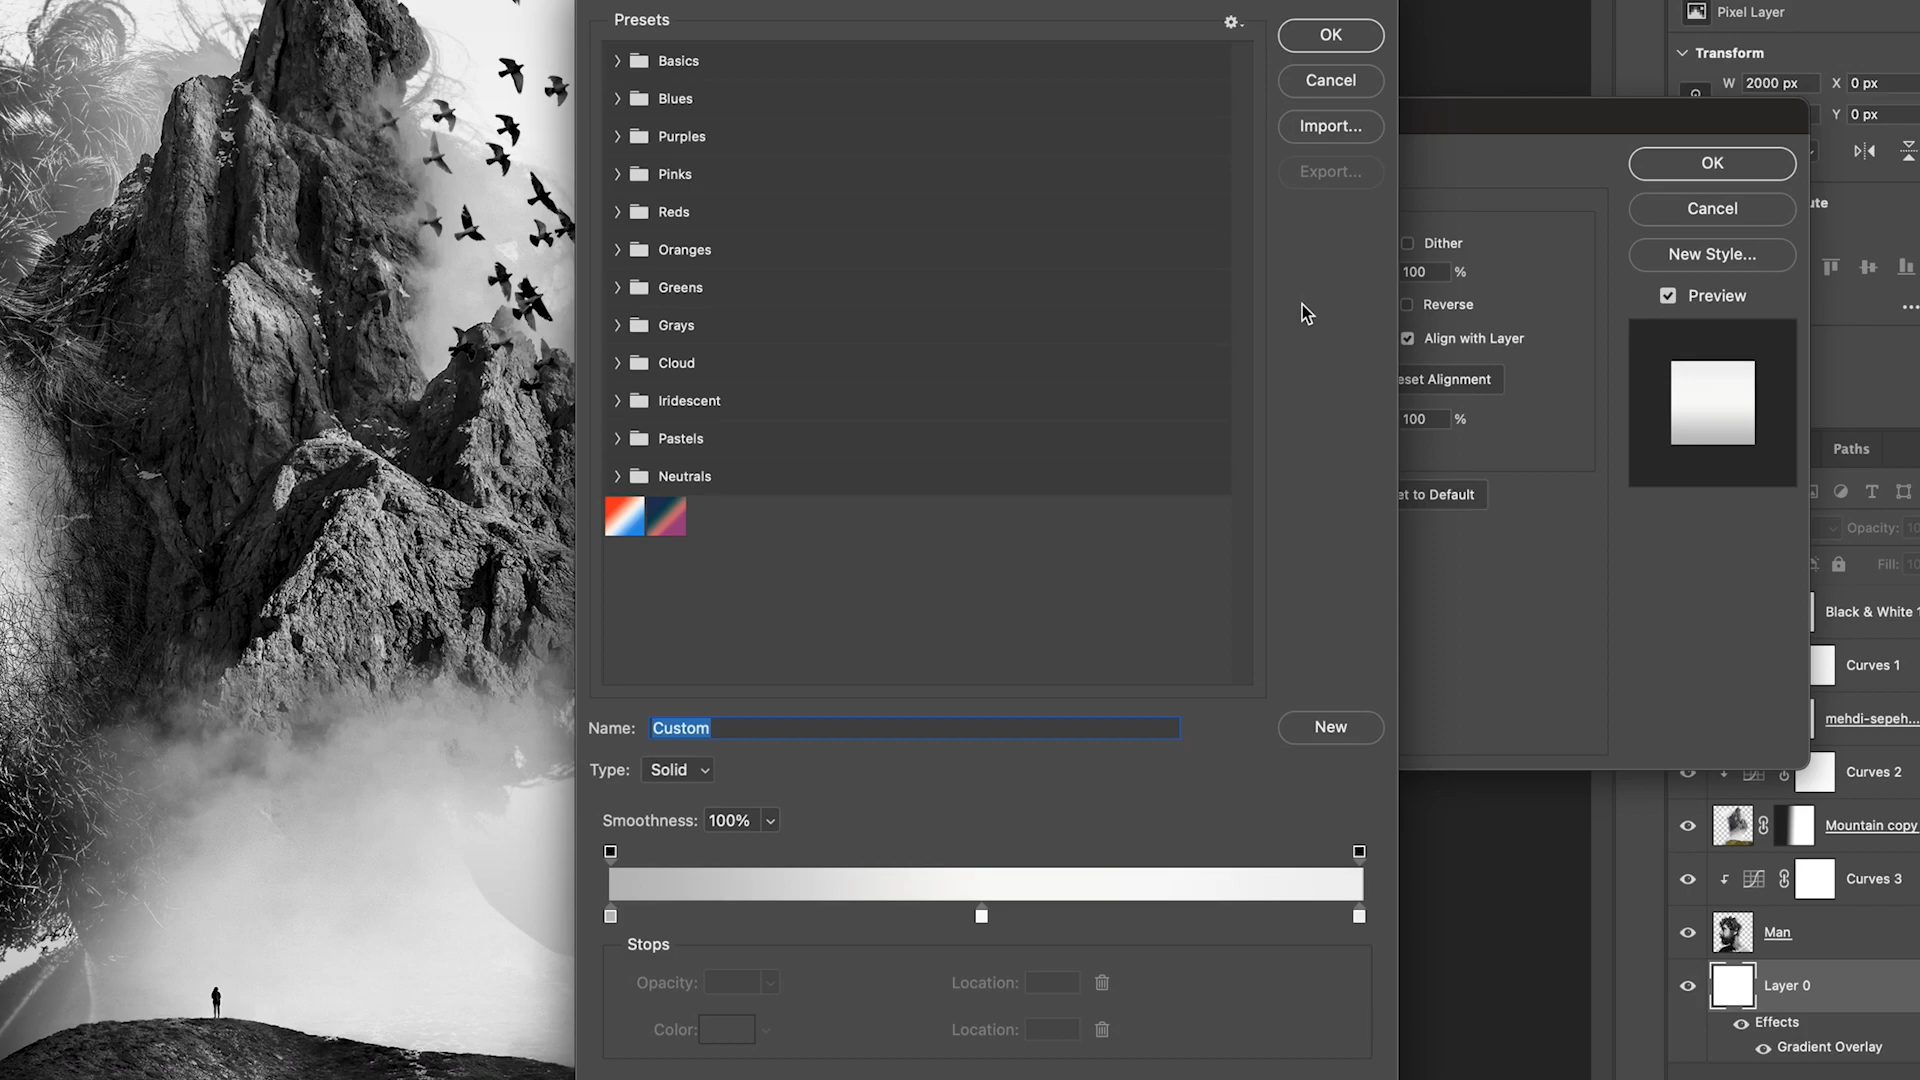 Presets
Basics
Blues
Purples
Pinks
Reds
Oranges
Greens
Grays
Cloud
Iridescent
Pastels
Neutrals
OK
Cancel
Import...
Export...
Name: Custom
New
Type: Solid
Smoothness: 100%
Stops
Opacity:
Location:
Color:
Location:
Dither
100 %
Reverse
Align with Layer
eset Alignment
100 %
et to Default
OK
Cancel
New Style...
Preview
Pixel Layer
Transform
W 2000 px X 0 px
Y 0 px
ute
Paths
Opacity: 10
Fill: 10
Black & White 1
Curves 1
mehdi-sepeh...
Curves 2
Mountain copy
Curves 3
Man
Layer 0
Effects
Gradient Overlay